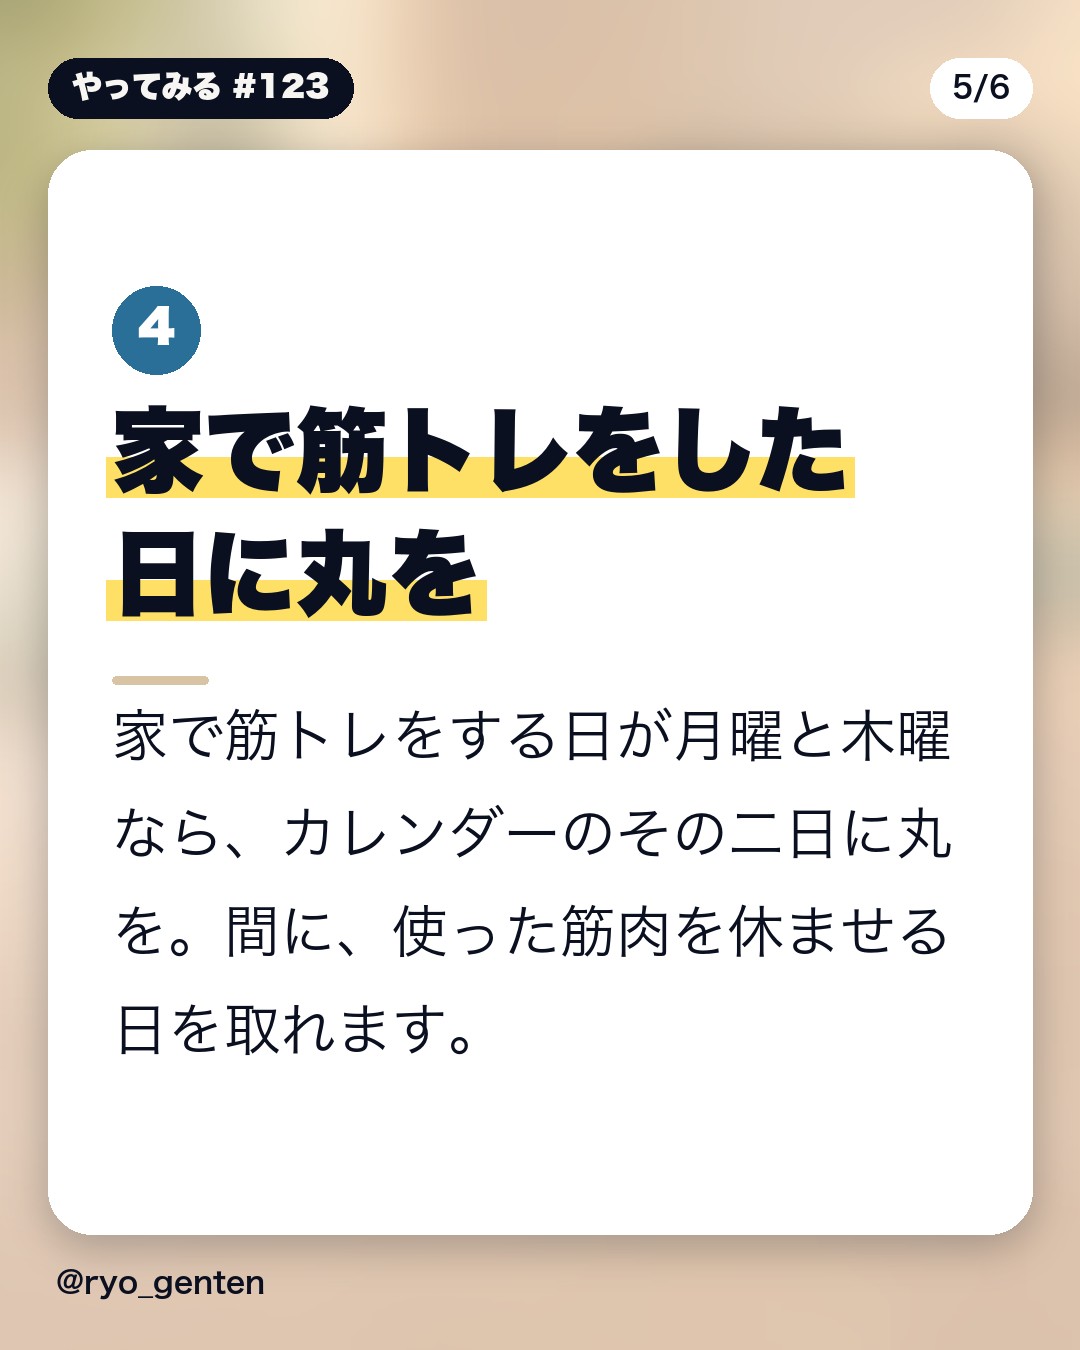 やってみる #123
5/6
4
家で筋トレをした
日に丸を
家で筋トレをする日が月曜と木曜
なら、カレンダーのその二日に丸
を。間に、使った筋肉を休ませる
日を取れます。
@ryo_genten